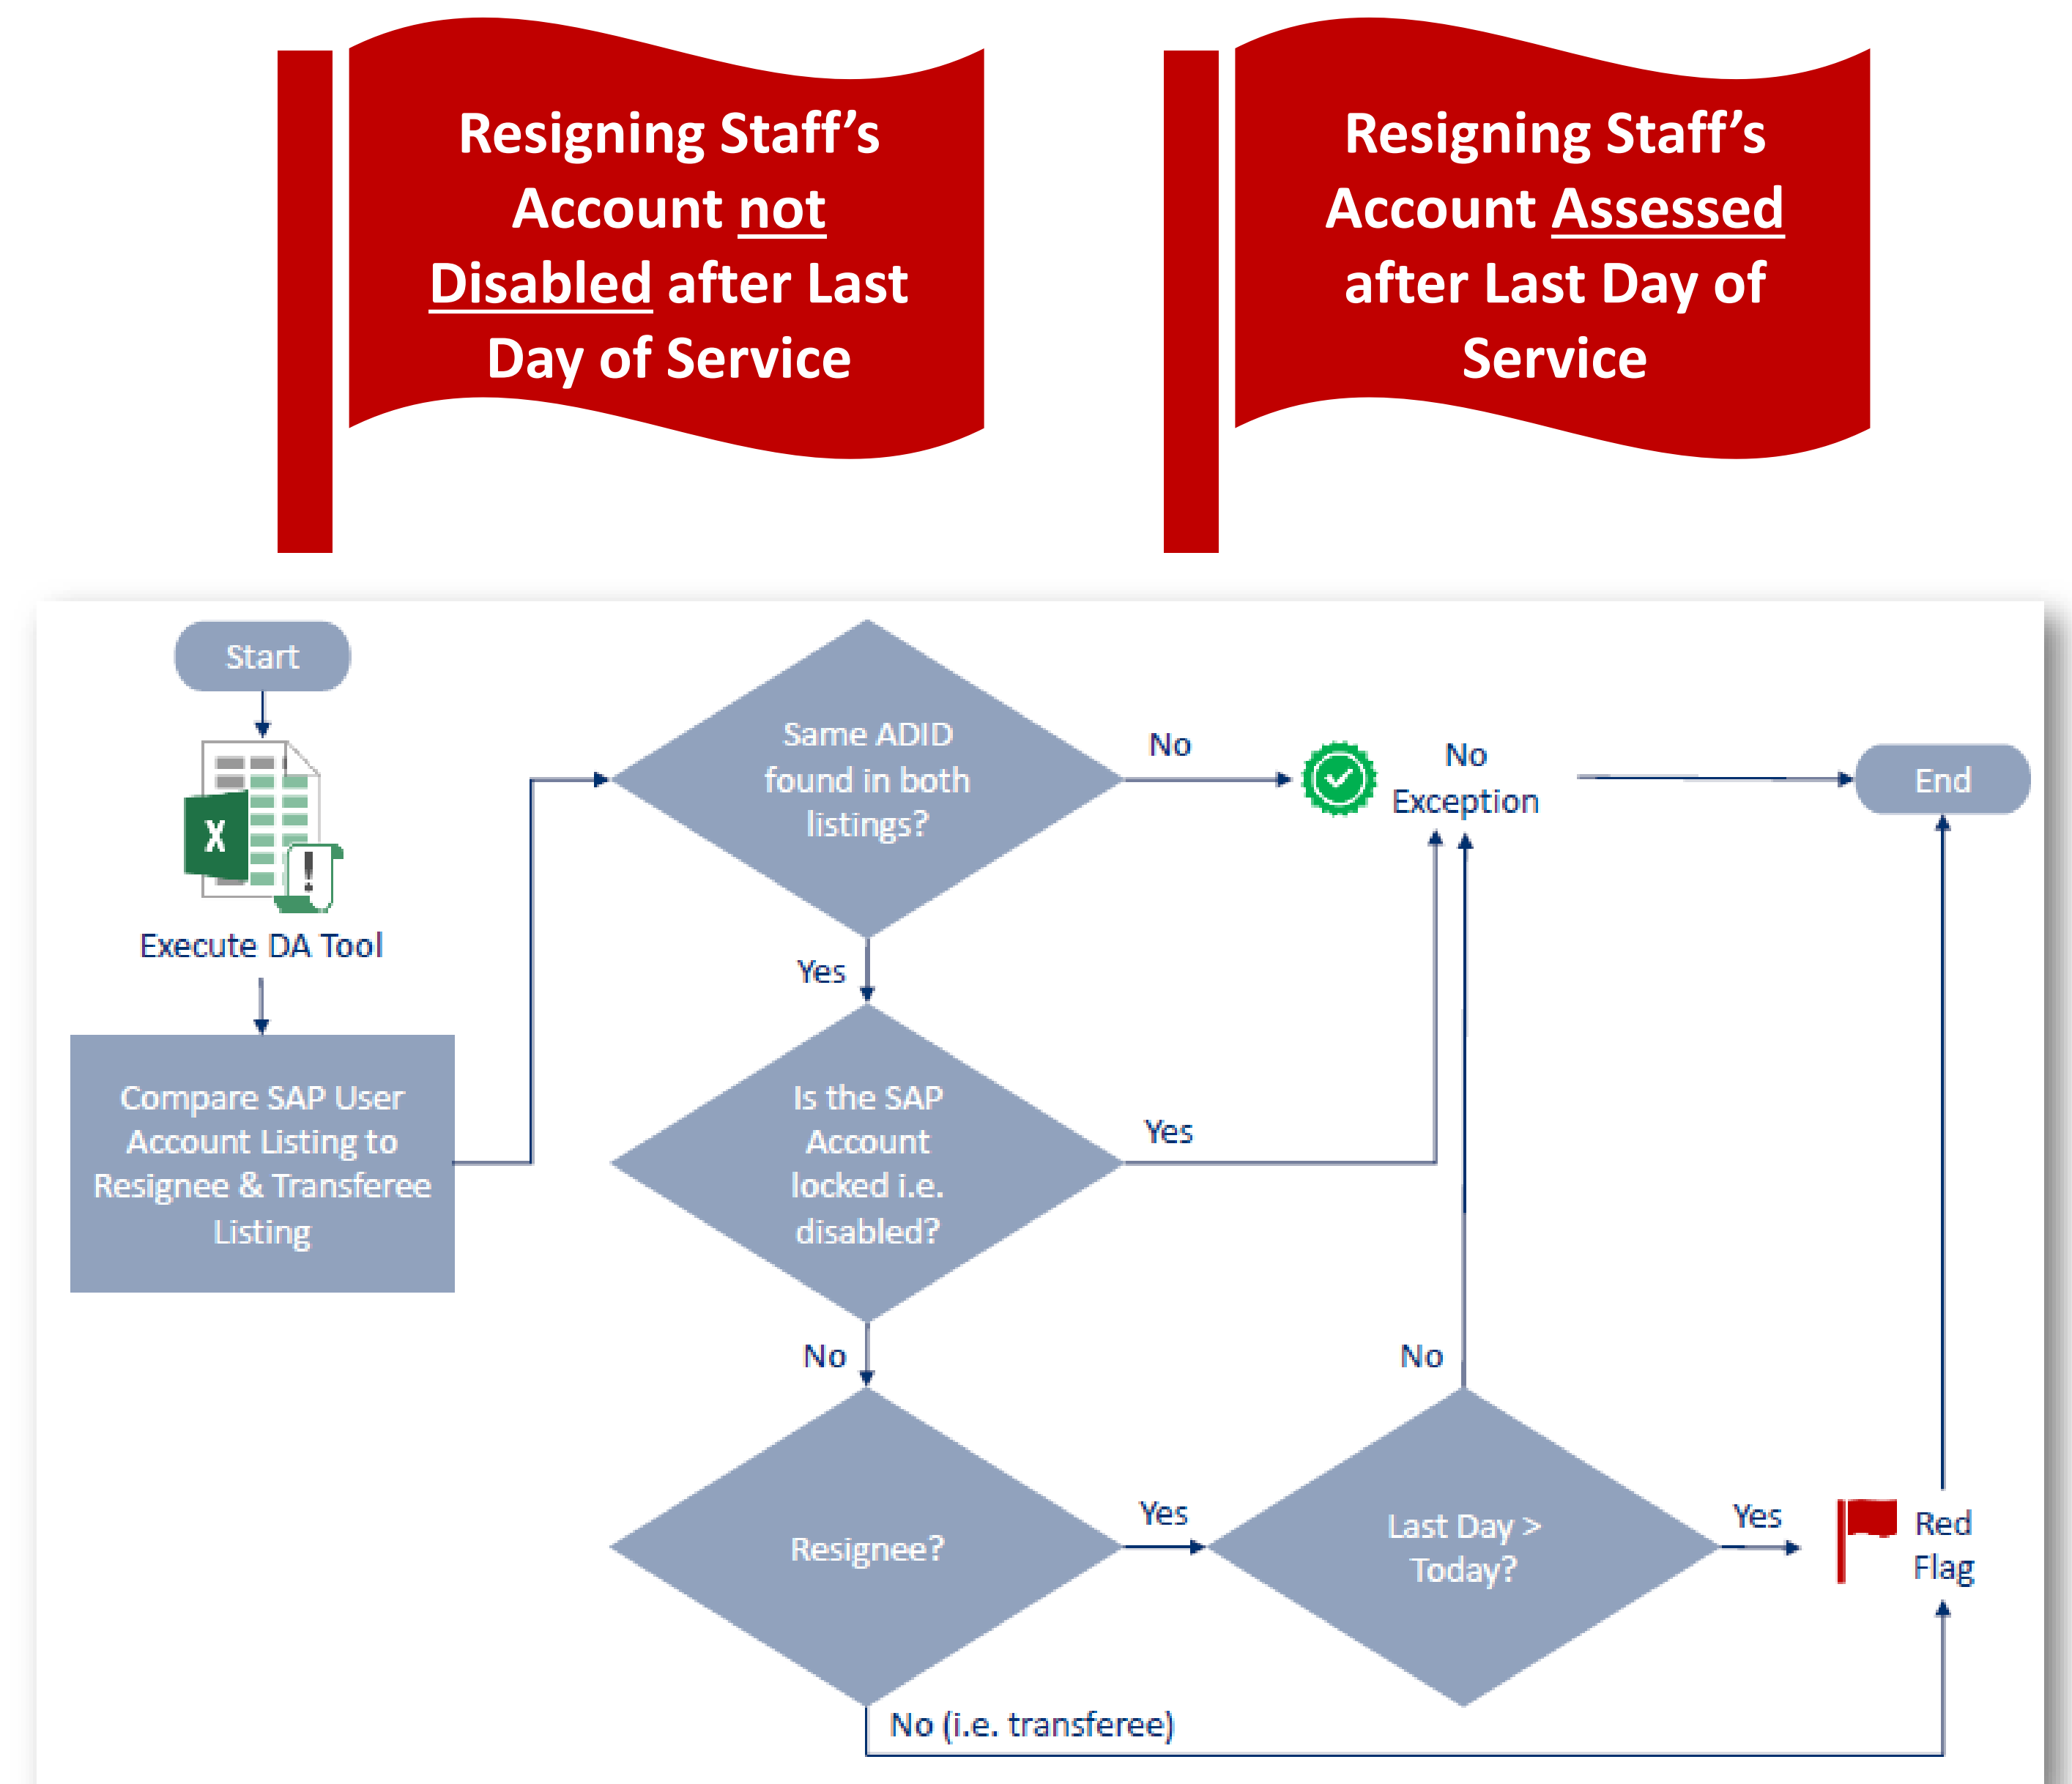 Resigning Staff’s
Account not
Disabled after Last
Day of Service
Resigning Staff’s
Account Assessed
after Last Day of
Service
Start
X
!
Execute DA Tool
Compare SAP User
Account Listing to
Resignee & Transferee
Listing
Same ADID
found in both
listings?
No
No
Exception
End
Yes
Is the SAP
Account
locked i.e.
disabled?
Yes
No
Resignee?
Yes
No
Last Day >
Today?
Yes
Red
Flag
No (i.e. transferee)